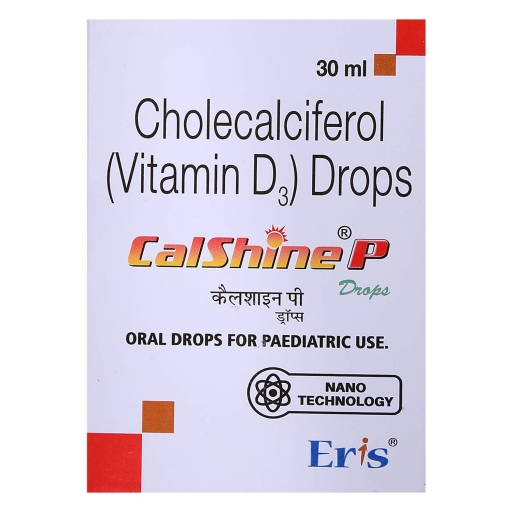 30 ml
Cholecalciferol
(Vitamin D₃) Drops
CalShine® P
Drops
कैलशाइन पी
ड्रॉप्स
ORAL DROPS FOR PAEDIATRIC USE.
NANO
TECHNOLOGY
Eris®